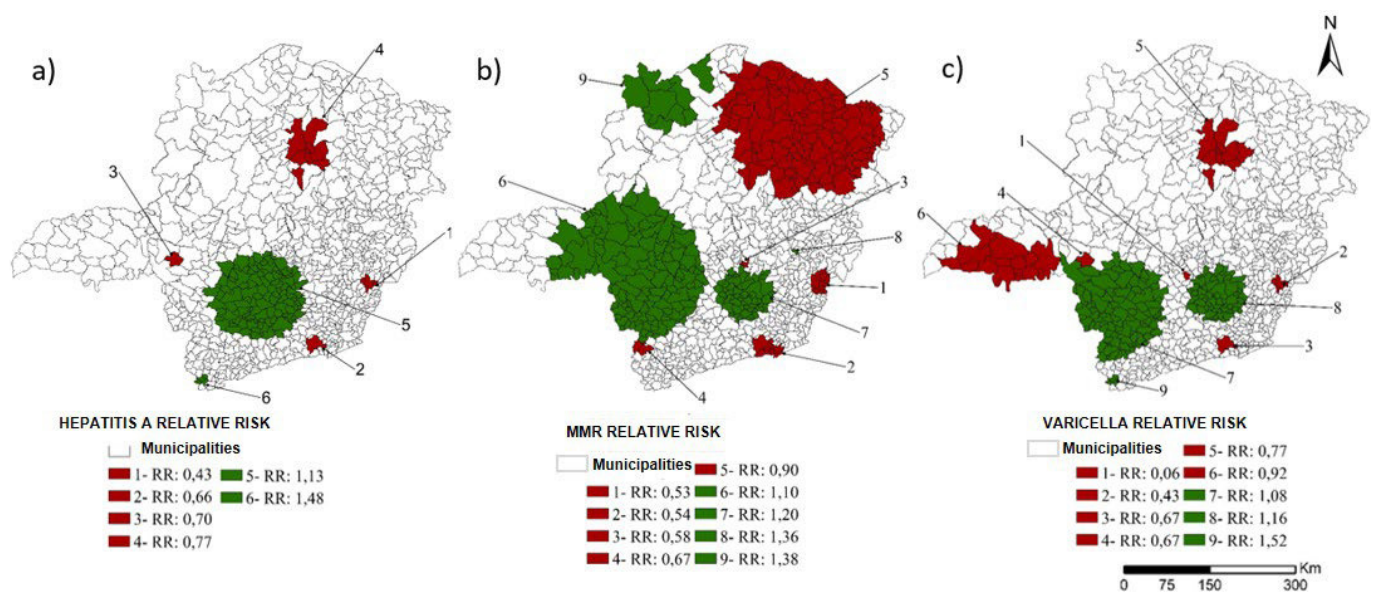 a)
4
3
1
5
2
6
HEPATITIS A RELATIVE RISK
Municipalities
1- RR: 0,43
2- RR: 0,66
3- RR: 0,70
4- RR: 0,77
5- RR: 1,13
6- RR: 1,48
b)
9
5
3
6
8
1
7
2
4
MMR RELATIVE RISK
Municipalities
1- RR: 0,53
2- RR: 0,54
3- RR: 0,58
4- RR: 0,67
5- RR: 0,90
6- RR: 1,10
7- RR: 1,20
8- RR: 1,36
9- RR: 1,38
c)
N
5
1
4
6
2
8
3
7
9
VARICELLA RELATIVE RISK
Municipalities
1- RR: 0,06
2- RR: 0,43
3- RR: 0,67
4- RR: 0,67
5- RR: 0,77
6- RR: 0,92
7- RR: 1,08
8- RR: 1,16
9- RR: 1,52
Km
0 75 150 300